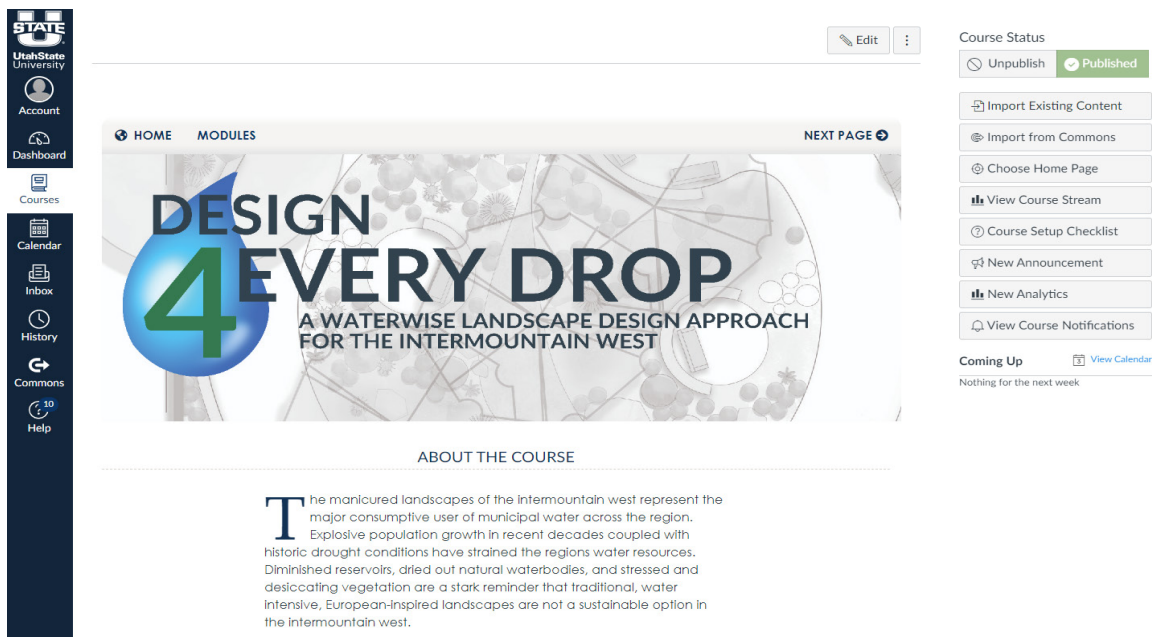 STATE
UtahState
University
Account
Dashboard
Courses
Calendar
Inbox
History
Commons
10
Help
Edit
HOME MODULES NEXT PAGE
DESIGN
4EVERY DROP
A WATERWISE LANDSCAPE DESIGN APPROACH
FOR THE INTERMOUNTAIN WEST
ABOUT THE COURSE
The manicured landscapes of the intermountain west represent the
major consumptive user of municipal water across the region.
Explosive population growth in recent decades coupled with
historic drought conditions have strained the regions water resources.
Diminished reservoirs, dried out natural waterbodies, and stressed and
desiccating vegetation are a stark reminder that traditional, water
intensive, European-inspired landscapes are not a sustainable option in
the intermountain west.
Course Status
Unpublish Published
Import Existing Content
Import from Commons
Choose Home Page
View Course Stream
Course Setup Checklist
New Announcement
New Analytics
View Course Notifications
Coming Up View Calendar
Nothing for the next week